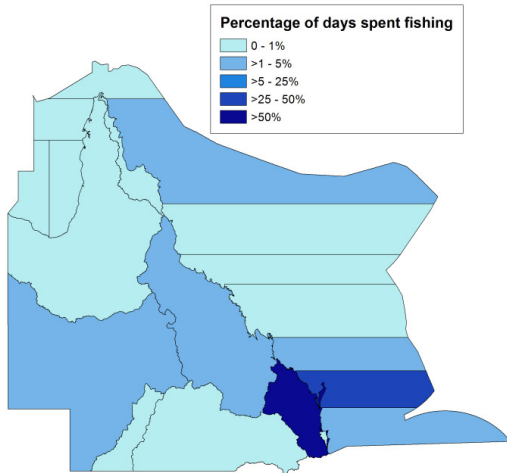 Percentage of days spent fishing
0 - 1%
>1 - 5%
>5 - 25%
>25 - 50%
>50%